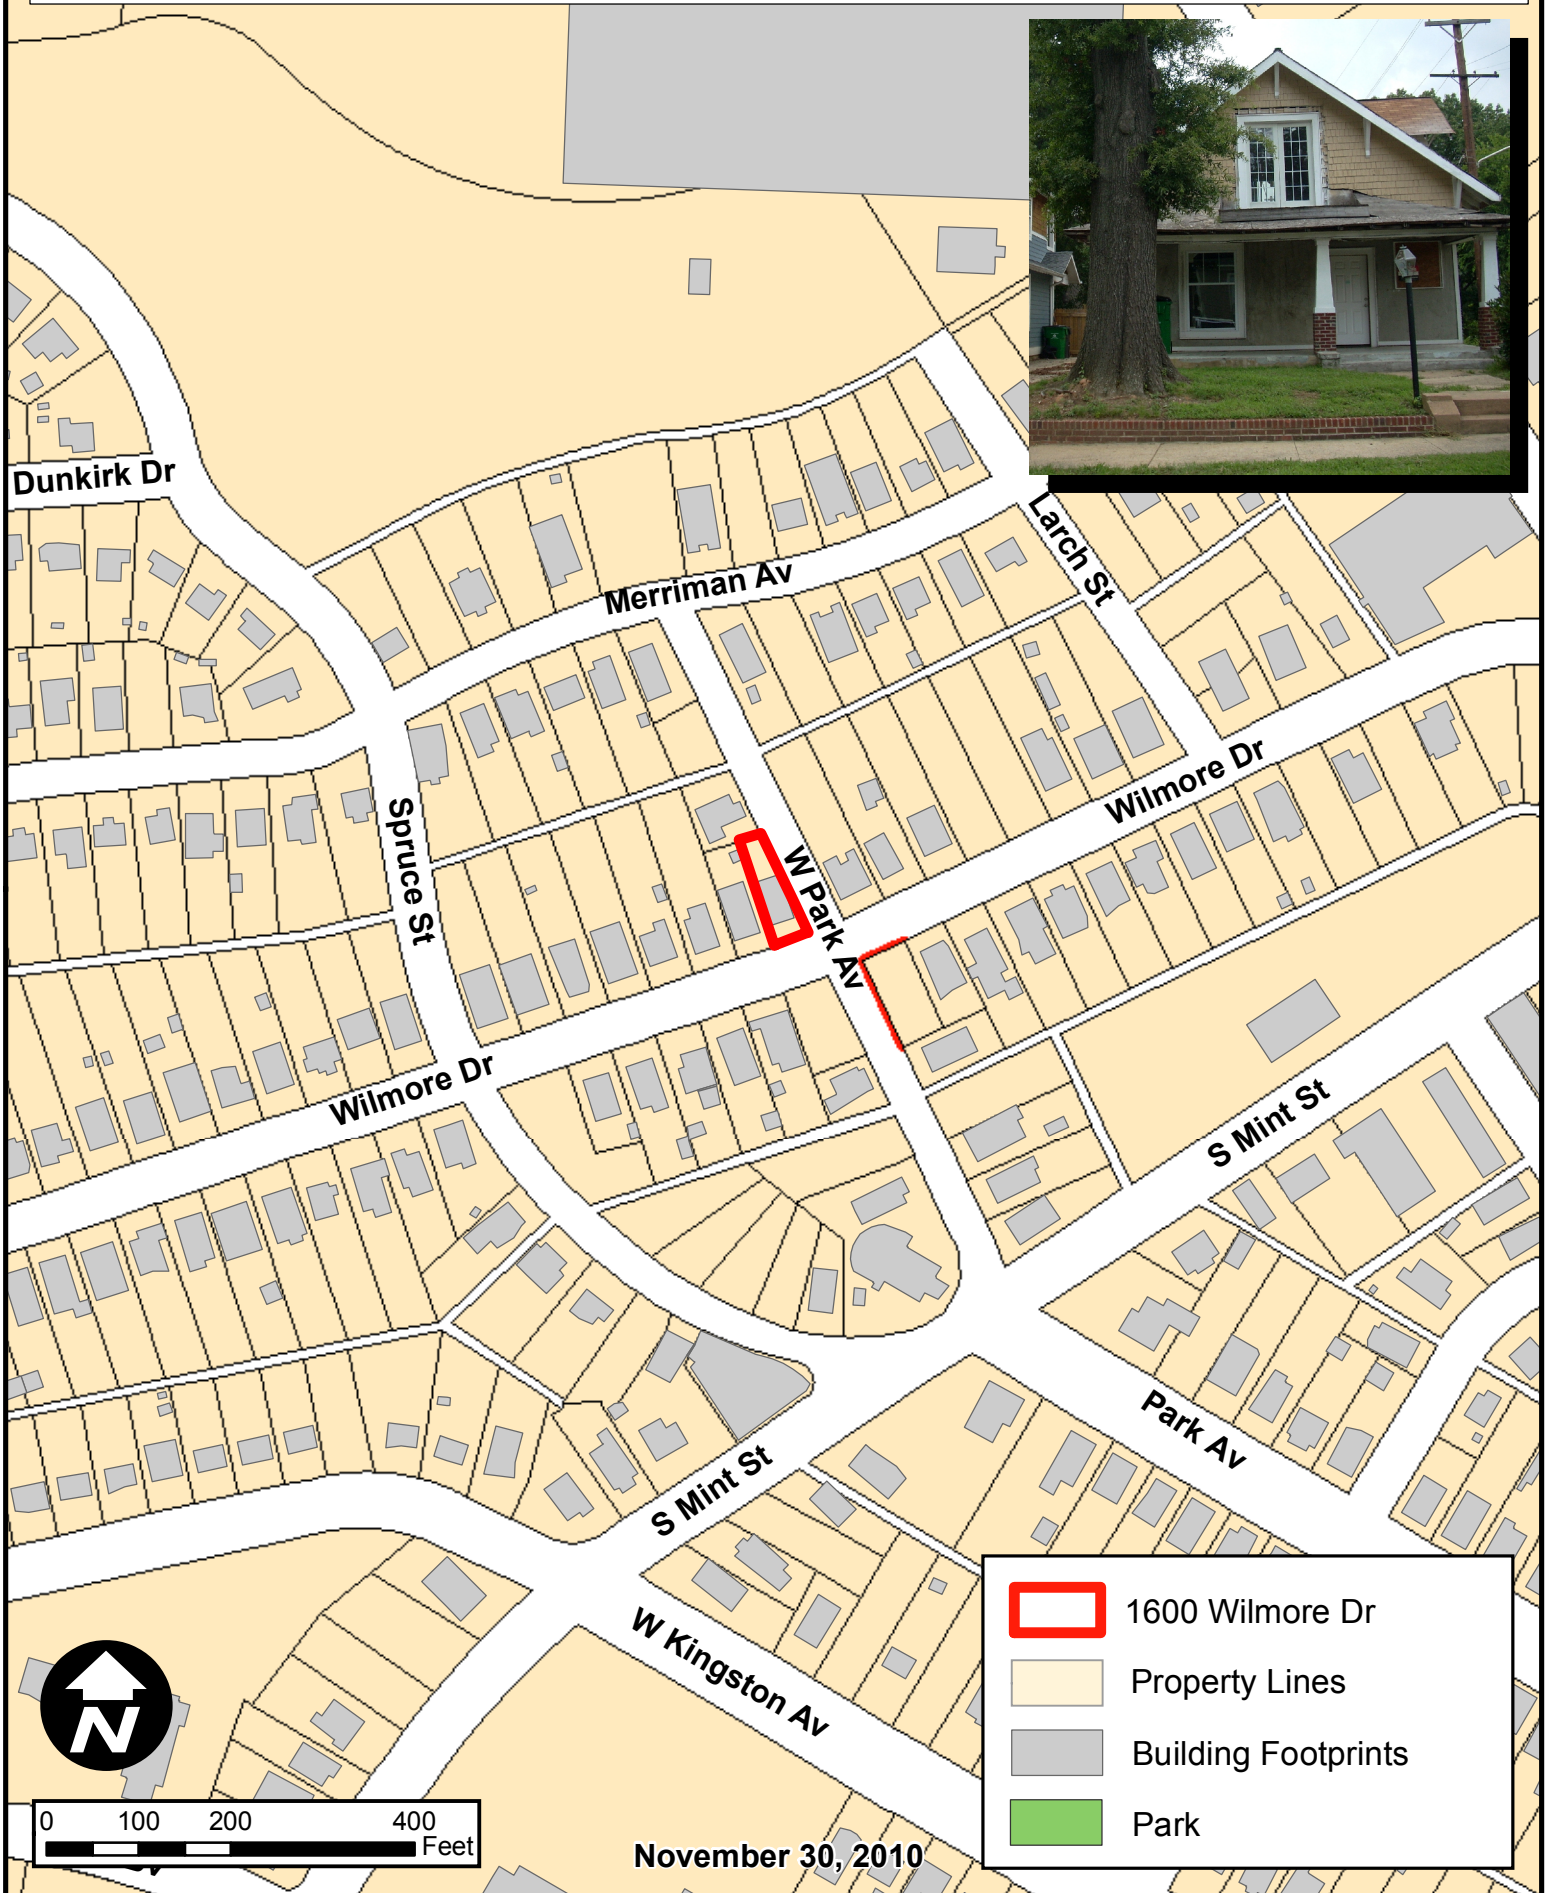 Dunkirk Dr
Larch St
Merriman Av
Wilmore Dr
Spruce St
W Park Av
Wilmore Dr
S Mint St
Park Av
S Mint St
W Kingston Av
1600 Wilmore Dr
Property Lines
Building Footprints
Park
N
0 100 200 400
Feet
November 30, 2010